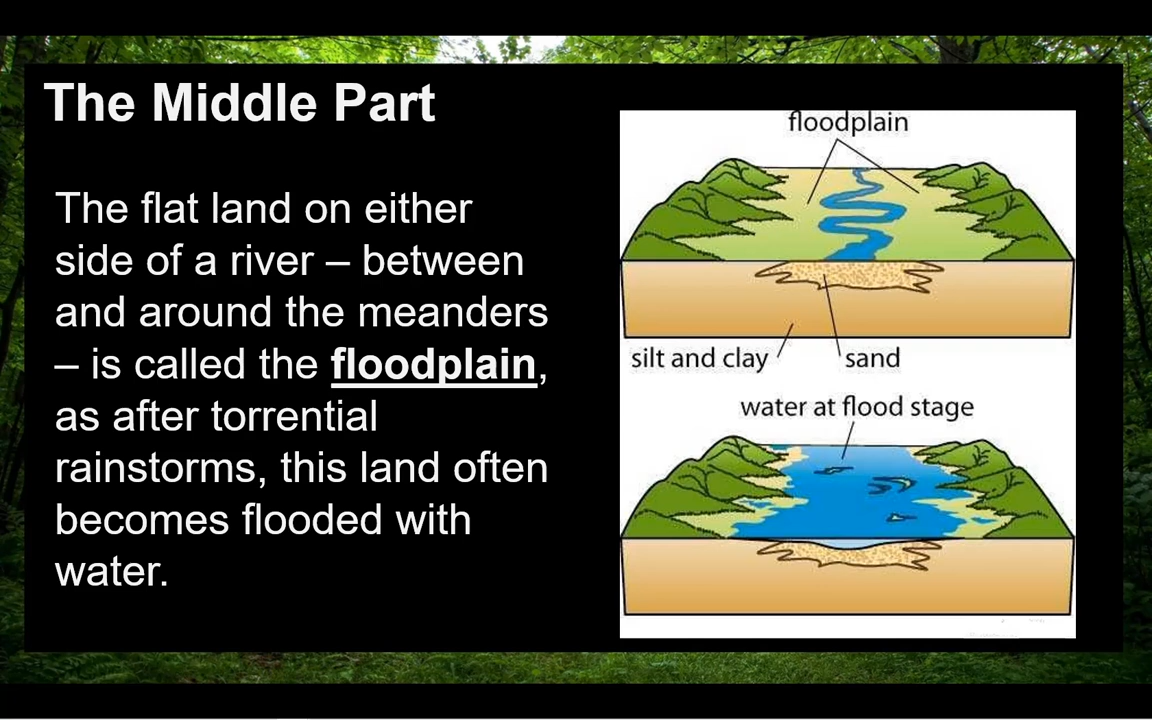 The Middle Part
The flat land on either
side of a river – between
and around the meanders
– is called the floodplain,
as after torrential
rainstorms, this land often
becomes flooded with
water.
floodplain
silt and clay
sand
water at flood stage